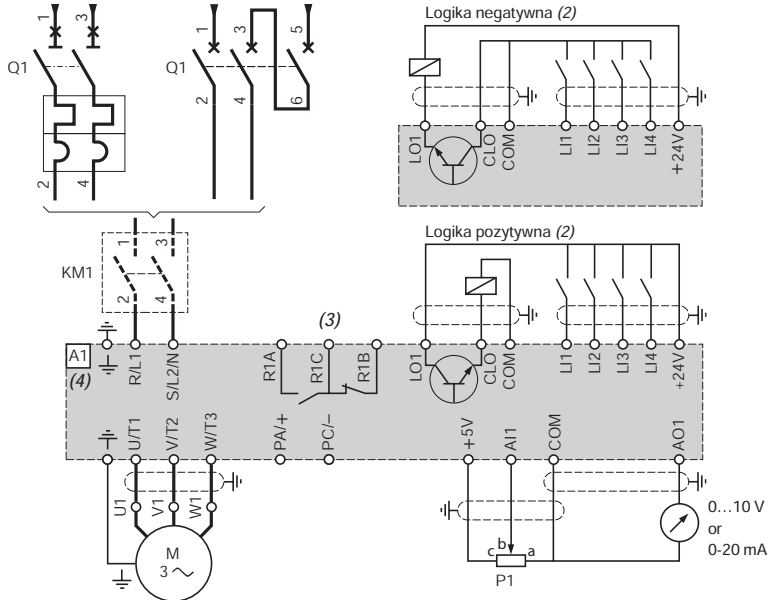 1
3
Q1
2
4
1
3
5
Q1
2
4
6
Logika negatywna (2)
LO1
CLO
COM
LI1
LI2
LI3
LI4
+24V
KM1
1
3
2
4
Logika pozytywna (2)
A1
(4)
R/L1
S/L2/N
(3)
R1A
R1C
R1B
LO1
CLO
COM
LI1
LI2
LI3
LI4
+24V
U/T1
V/T2
W/T3
PA/+
PC/–
+5V
AI1
COM
AO1
U1
V1
W1
M
3
c
b
a
P1
0...10 V
or
0-20 mA